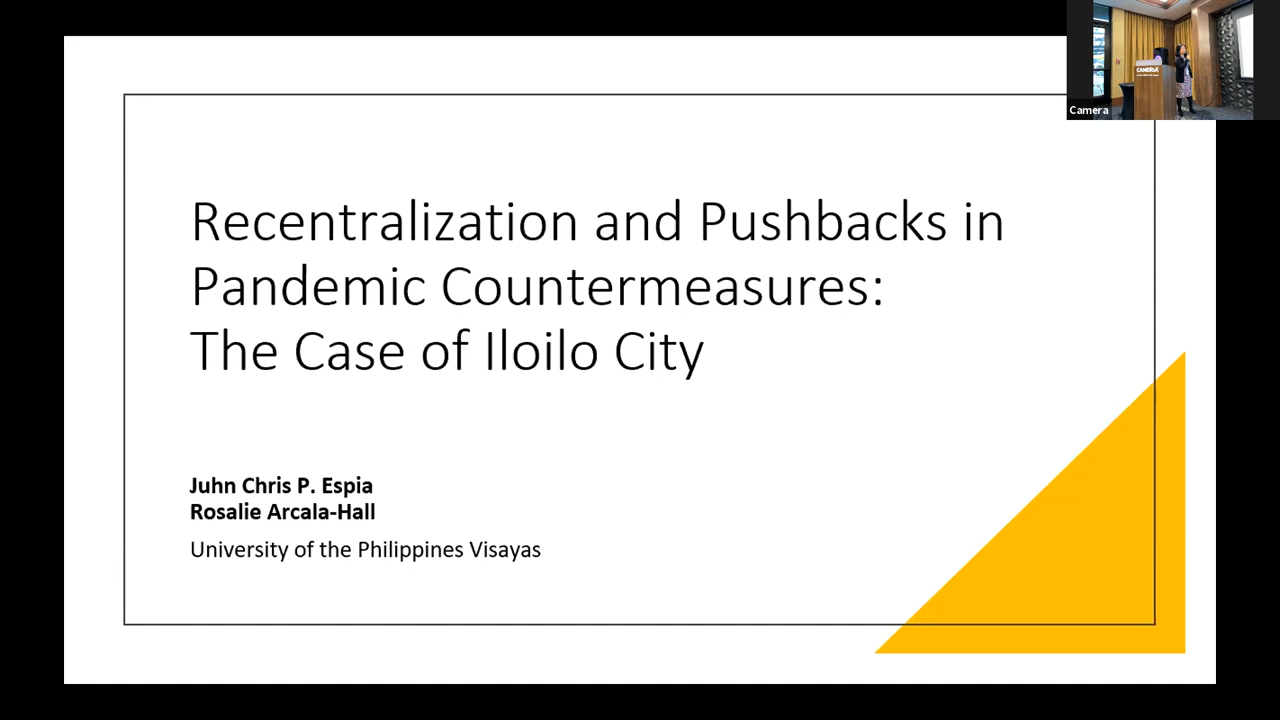 Recentralization and Pushbacks in
Pandemic Countermeasures:
The Case of Iloilo City
Juhn Chris P. Espia
Rosalie Arcala-Hall
University of the Philippines Visayas
Camera